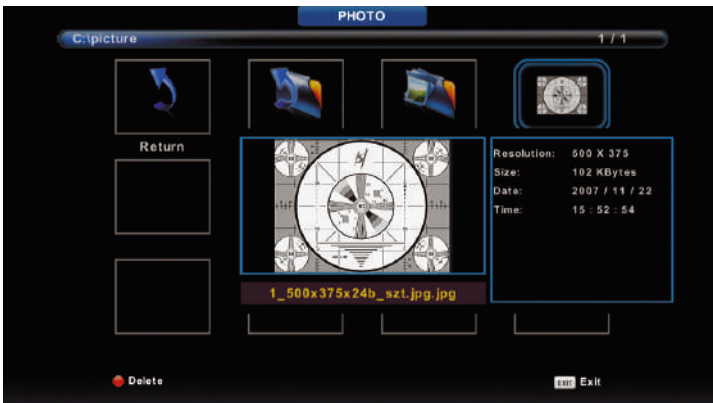 PHOTO
C:\picture
1 / 1
Return
Resolution: 500 X 375
Size: 102 KBytes
Date: 2007 / 11 / 22
Time: 15 : 52 : 54
1_500x375x24b_szt.jpg.jpg
Delete
EXIT Exit